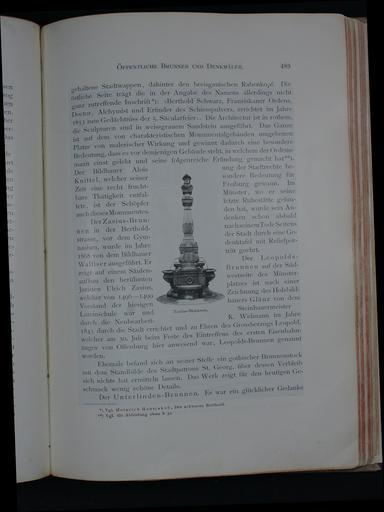 ÖFFENTLICHE BRUNNEN UND DENKMÄLER. 489
gehaltene Stadtwappen, dahinter den breisganischen Rabenkopf. Die
östliche Seite trägt die in der Angabe des Namens allerdings nicht
ganz zutreffende Inschrift*): »Berthold Schwarz, Franziskaner Ordens,
Doctor, Alchymist und Erfinder des Schiesspulvers, errichtet im Jahre
1853 zum Gedächtniss der 5. Säcularfeier«. Die Architectur ist in rothem,
die Sculpturen sind in weissgrauem Sandstein ausgeführt. Das Ganze
ist auf dem von charakteristischen Monumentalgebäuden umgebenen
Platze von malerischer Wirkung und gewinnt dadurch eine besondere
Bedeutung, dass es vor demjenigen Gebäude steht, in welchem der Ordens-
mann einst gelebt und seine folgenreiche Erfindung gemacht hat**).
Der Bildhauer Alois
Knittel, welcher seiner
Zeit eine recht frucht-
bare Thätigkeit entfal-
tete, ist der Schöpfer
auch dieses Monumentes.
Der Zasius-Brun-
nen in der Berthold-
strasse, vor dem Gym-
nasium, wurde im Jahre
1868 von dem Bildhauer
Walliser ausgeführt. Er
zeigt auf einem Säulen-
aufbau den berühmten
Juristen Ulrich Zasius,
welcher von 1496–1499
Vorstand der hiesigen
Lateinschule war und
durch die Neubearbeit-
ung der Stadtrechte be-
sondere Bedeutung für
Freiburg gewann. Im
Münster, wo er seine
letzte Ruhestätte gefun-
den hat, wurde sein An-
denken schon alsbald
nach seinem Tode Seitens
der Stadt durch eine Ge-
denktafel mit Reliefpor-
trät geehrt.
Der Leopolds-
Brunnen auf der Süd-
westseite des Münster-
platzes ist nach einer
Zeichnung des Holzbild-
hauers Glänz von dem
Steinhauermeister
K. Welmann im Jahre
Zasius-Brunnen.
1845 durch die Stadt errichtet und zu Ehren des Grossherzogs Leopold,
welcher am 30. Juli beim Feste des Eintreffens des ersten Eisenbahn-
zuges von Offenburg hier anwesend war, Leopolds-Brunnen genannt
worden.
Ehemals befand sich an seiner Stelle ein gothischer Brunnenstock
mit dem Standbilde des Stadtpatrons St. Georg, über dessen Verbleib
sich nichts hat ermitteln lassen. Das Werk zeigt für den heutigen Ge-
schmack wenig schöne Details.
Der Unterlinden-Brunnen. Es war ein glücklicher Gedanke
*) Vgl. Heinrich Hansjakob, Der schwarze Berthold.
**) Vgl. die Abbildung oben S.